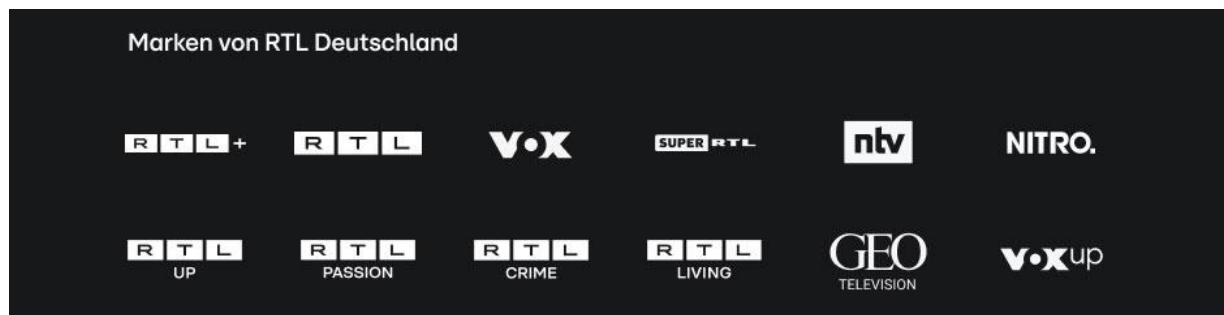 Marken von RTL Deutschland
RTL+
RTL
VOX
SUPER RTL
ntv
NITRO.
RTL
UP
RTL
PASSION
RTL
CRIME
RTL
LIVING
GEO
TELEVISION
VOXup